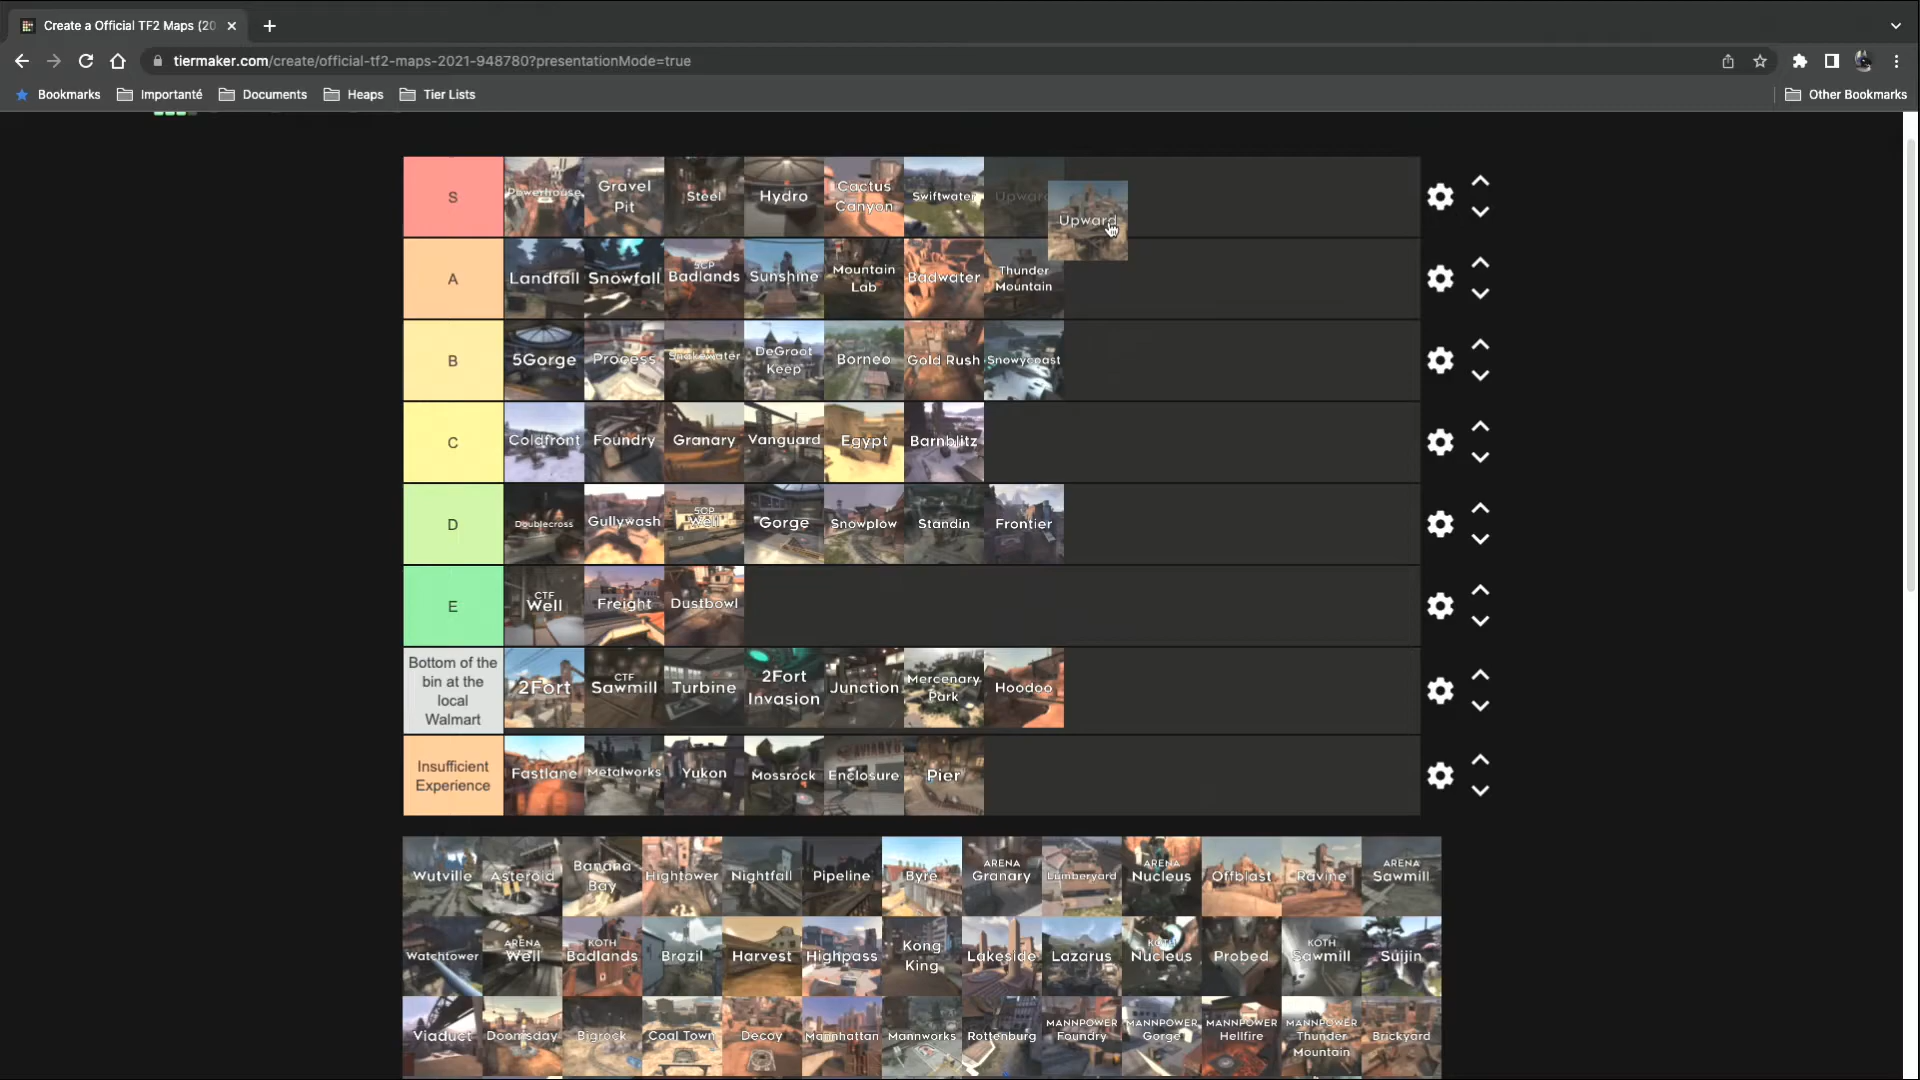 Create a Official TF2 Maps (20
tiermaker.com/create/official-tf2-maps-2021-948780?presentationMode=true
Bookmarks Importanté Documents Heaps Tier Lists Other Bookmarks
S
Powerhouse
Gravel
Pit
Steel
Hydro
Cactus
Canyon
Swiftwater
Upward
Upward
A
Landfall
Snowfall
5CP
Badlands
Sunshine
Mountain
Lab
Badwater
Thunder
Mountain
B
5Gorge
Process
Snakewater
DeGroot
Keep
Borneo
Gold Rush
Snowycoast
C
Coldfront
Foundry
Granary
Vanguard
Egypt
Barnblitz
D
Doublecross
Gullywash
5CP
Well
Gorge
Snowplow
Standin
Frontier
E
CTF
Well
Freight
Dustbowl
Bottom of the
bin at the
local
Walmart
2Fort
CTF
Sawmill
Turbine
2Fort
Invasion
Junction
Mercenary
Park
Hoodoo
Insufficient
Experience
Fastlane
Metalworks
Yukon
Mossrock
Enclosure
Pier
Wutville
Asteroid
Banana
Bay
Hightower
Nightfall
Pipeline
Byre
ARENA
Granary
Lumberyard
ARENA
Nucleus
Offblast
Ravine
ARENA
Sawmill
Watchtower
ARENA
Well
KOTH
Badlands
Brazil
Harvest
Highpass
Kong
King
Lakeside
Lazarus
KOTH
Nucleus
Probed
KOTH
Sawmill
Suijin
Viaduct
Doomsday
Bigrock
Coal Town
Decoy
Mannhattan
Mannworks
Rottenburg
MANNPOWER
Foundry
MANNPOWER
Gorge
MANNPOWER
Hellfire
MANNPOWER
Thunder
Mountain
Brickyard